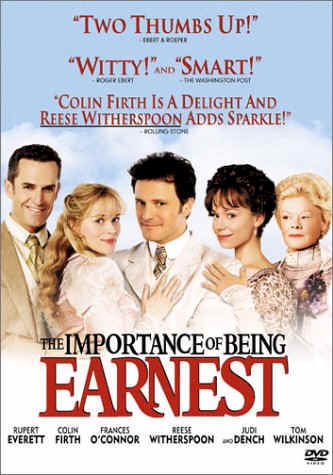 "TWO THUMBS UP!"
- EBERT & ROEPER
"WITTY!" AND "SMART!"
- ROGER EBERT - THE WASHINGTON POST
"COLIN FIRTH IS A DELIGHT AND
REESE WITHERSPOON ADDS SPARKLE!"
- ROLLING STONE
THE IMPORTANCE OF BEING
EARNEST
RUPERT COLIN FRANCES REESE JUDI TOM
EVERETT FIRTH O'CONNOR WITHERSPOON AND DENCH WILKINSON
DVD